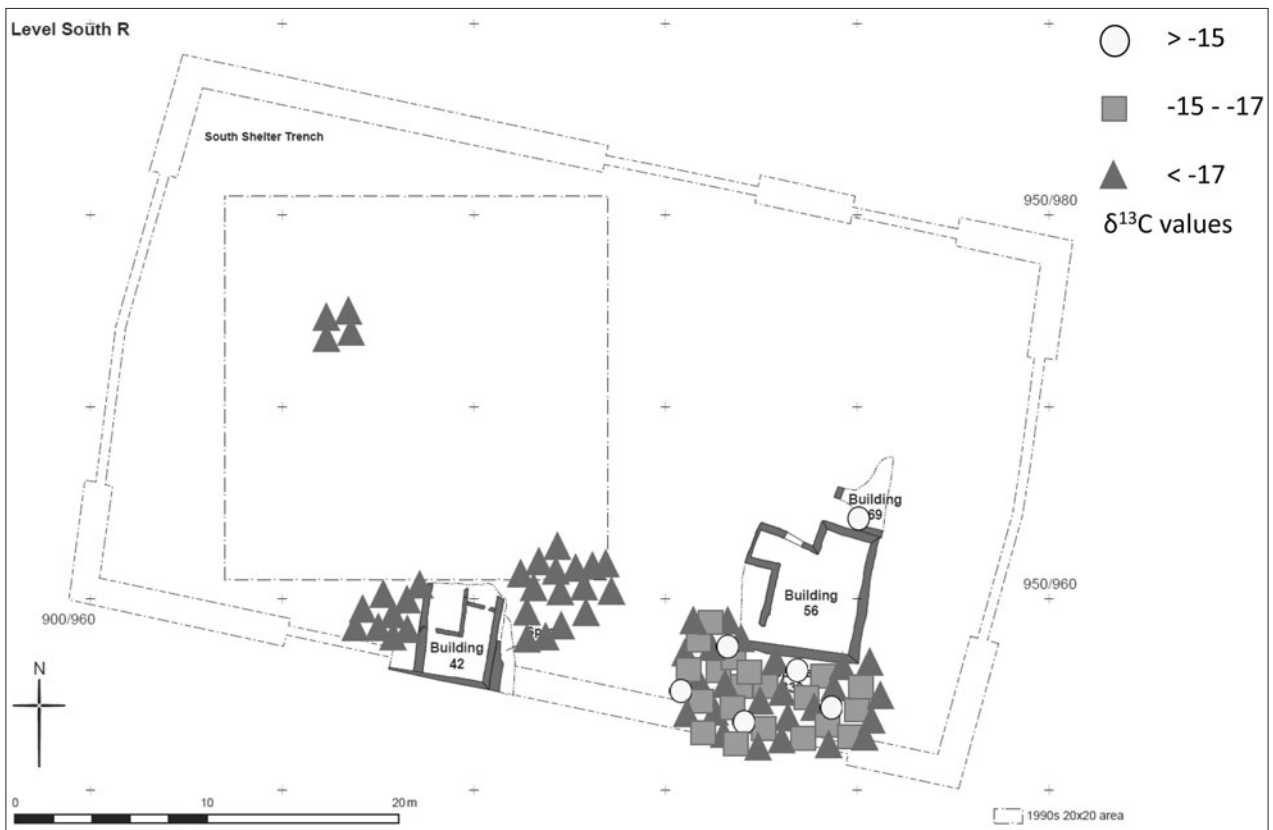 Level South R
> -15
-15 - -17
< -17
δ¹³C values
South Shelter Trench
950/980
Building
69
Building
56
950/960
900/960
Building
42
N
0 10 20 m
1990s 20x20 area